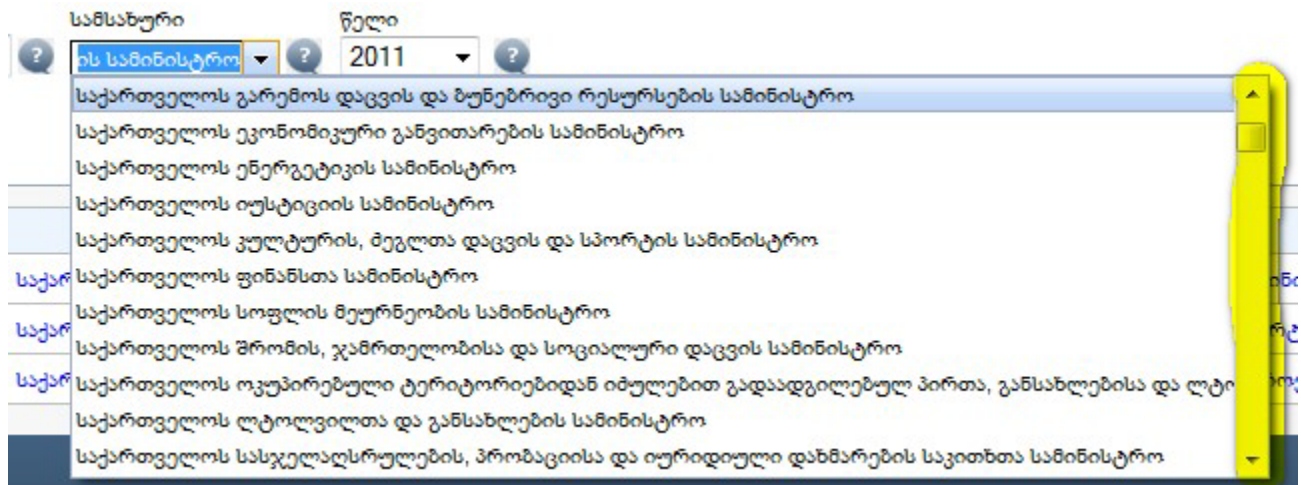 სამსახური წელი
? ის სამინისტრო ? 2011 ?
საქართველოს გარემოს დაცვის და ბუნებრივი რესურსების სამინისტრო
საქართველოს ეკონომიკური განვითარების სამინისტრო
საქართველოს ენერგეტიკის სამინისტრო
საქართველოს იუსტიციის სამინისტრო
საქართველოს კულტურის, ძეგლთა დაცვის და სპორტის სამინისტრო
საქართველოს ფინანსთა სამინისტრო
საქართველოს სოფლის მეურნეობის სამინისტრო
საქართველოს შრომის, ჯამრთელობისა და სოციალური დაცვის სამინისტრო
საქართველოს ოკუპირებული ტერიტორიებიდან იძულებით გადაადგილებულ პირთა, განსახლებისა და ლტო
საქართველოს ლტოლვილთა და განსახლების სამინისტრო
საქართველოს სასჯელაღსრულების, პრობაციისა და იურიდიული დახმარების საკითხთა სამინისტრო